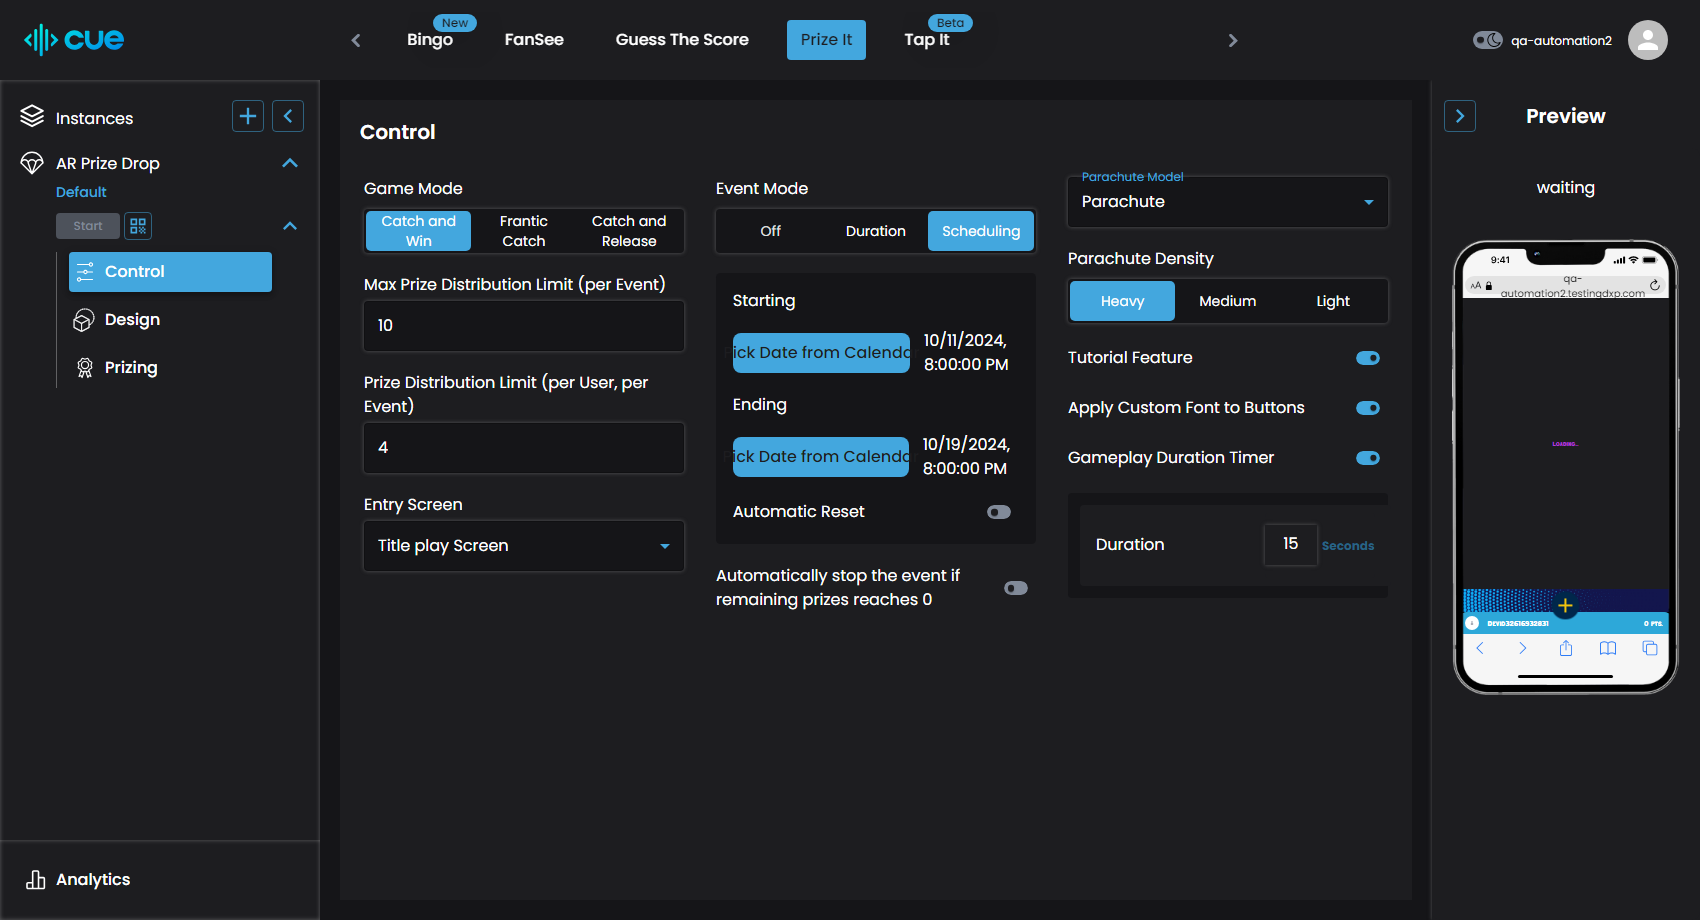 cue
New
Bingo
FanSee
Guess The Score
Prize It
Beta
Tap It
qa-automation2
Instances
AR Prize Drop
Default
Start
Control
Design
Prizing
Analytics
Control
Game Mode
Catch and
Win
Frantic
Catch
Catch and
Release
Max Prize Distribution Limit (per Event)
10
Prize Distribution Limit (per User, per
Event)
4
Entry Screen
Title play Screen
Event Mode
Off
Duration
Scheduling
Starting
Pick Date from Calendar
10/11/2024,
8:00:00 PM
Ending
Pick Date from Calendar
10/19/2024,
8:00:00 PM
Automatic Reset
Automatically stop the event if
remaining prizes reaches 0
Parachute Model
Parachute
Parachute Density
Heavy
Medium
Light
Tutorial Feature
Apply Custom Font to Buttons
Gameplay Duration Timer
Duration
15
Seconds
Preview
waiting
9:41
AA
qa-
automation2.testingdxp.com
LOADING...
0 PTS.